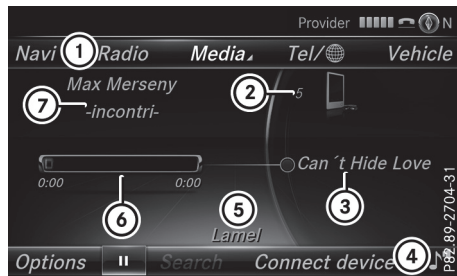 Provider N
Navi 1 Radio Media Tel/ Vehicle
Max Merseny
2
5
7
-incontri-
Can´t Hide Love
0:00 0:00
6
5
3
Lamel
4
Options Search Connect device
P82.89-2704-31